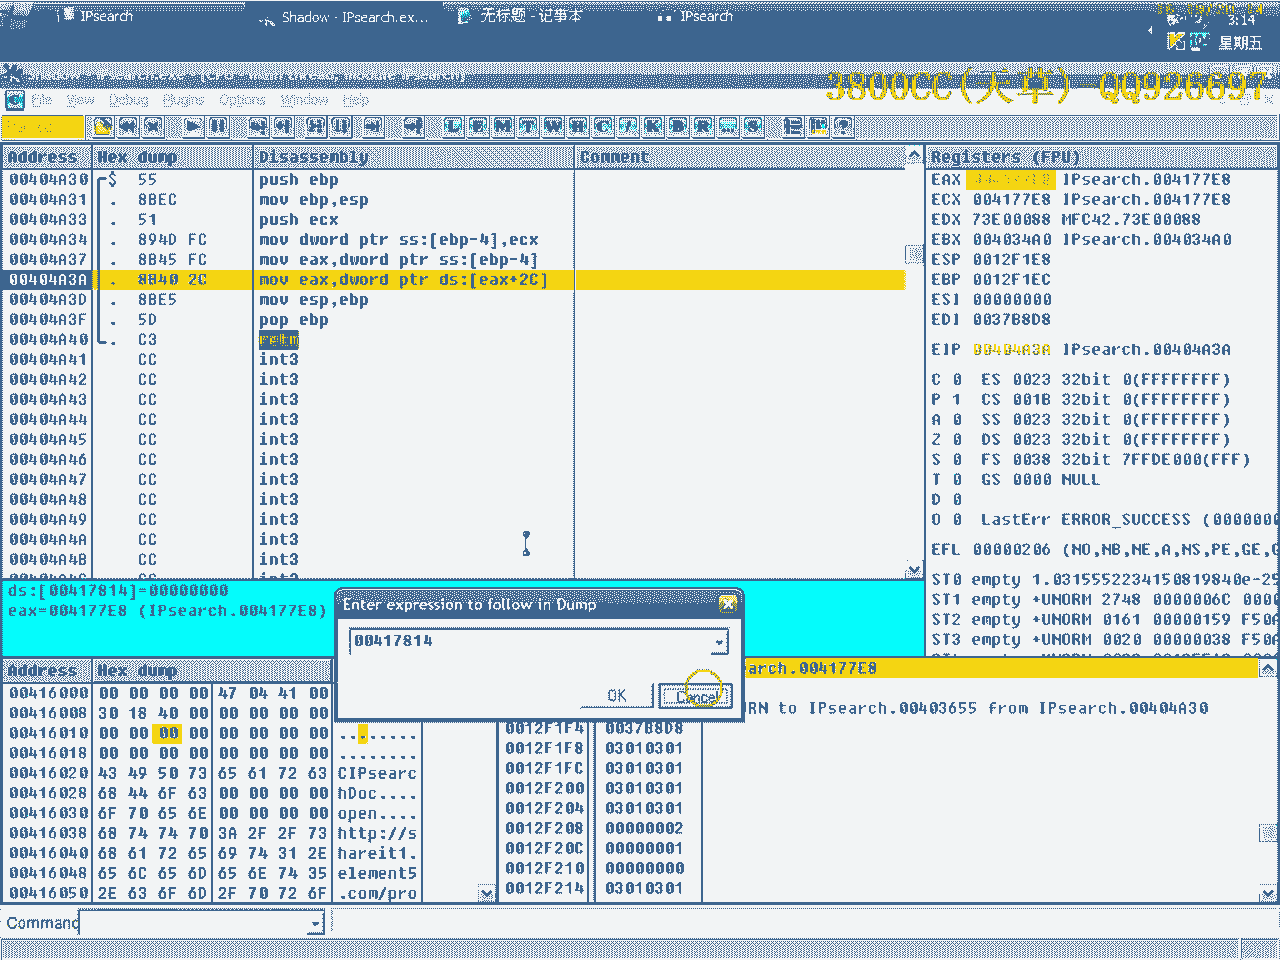 IPsearch
Shadow - IPsearch.ex...
无标题 - 记事本
IPsearch
3:14
星期五
3800CC(天草)-QQ926697
File View Debug Plugins Options Window Help
Address Hex dump Disassembly Comment
00404A30 $ 55 push ebp
00404A31 . 8BEC mov ebp,esp
00404A33 . 51 push ecx
00404A34 . 894D FC mov dword ptr ss:[ebp-4],ecx
00404A37 . 8B45 FC mov eax,dword ptr ss:[ebp-4]
00404A3A . 8B40 2C mov eax,dword ptr ds:[eax+2C]
00404A3D . 8BE5 mov esp,ebp
00404A3F . 5D pop ebp
00404A40 . C3 retn
00404A41 CC int3
00404A42 CC int3
00404A43 CC int3
00404A44 CC int3
00404A45 CC int3
00404A46 CC int3
00404A47 CC int3
00404A48 CC int3
00404A49 CC int3
00404A4A CC int3
00404A4B CC int3
Registers (FPU)
EAX 004177E8 IPsearch.004177E8
ECX 004177E8 IPsearch.004177E8
EDX 73E00088 MFC42.73E00088
EBX 004034A0 IPsearch.004034A0
ESP 0012F1E8
EBP 0012F1EC
ESI 00000000
EDI 0037B8D8
EIP 00404A3A IPsearch.00404A3A
C 0 ES 0023 32bit 0(FFFFFFFF)
P 1 CS 001B 32bit 0(FFFFFFFF)
A 0 SS 0023 32bit 0(FFFFFFFF)
Z 0 DS 0023 32bit 0(FFFFFFFF)
S 0 FS 0038 32bit 7FFDE000(FFF)
T 0 GS 0000 NULL
D 0
O 0 LastErr ERROR_SUCCESS (0000000
EFL 00000206 (NO,NB,NE,A,NS,PE,GE,G
ST0 empty 1.0315552234150819840e-25
ST1 empty +UNORM 2748 0000006C 0000
ST2 empty +UNORM 0161 00000159 F50A
ST3 empty +UNORM 0020 00000038 F50A
ds:[00417814]=00000000
eax=004177E8 (IPsearch.004177E8)
Enter expression to follow in Dump
00417814
OK
Cancel
Address Hex dump
00416000 00 00 00 00 47 04 41 00
00416008 30 18 40 00 00 00 00 00
00416010 00 00 00 00 00 00 00 00 ........
00416018 00 00 00 00 00 00 00 00 ........
00416020 43 49 50 73 65 61 72 63 CIPsearc
00416028 68 44 6F 63 00 00 00 00 hDoc....
00416030 6F 70 65 6E 00 00 00 00 open....
00416038 68 74 74 70 3A 2F 2F 73 http://s
00416040 68 61 72 65 69 74 31 2E hareit1.
00416048 65 6C 65 6D 65 6E 74 35 element5
00416050 2E 63 6F 6D 2F 70 72 6F .com/pro
arch.004177E8
RN to IPsearch.00403655 from IPsearch.00404A30
0012F1F4 0037B8D8
0012F1F8 03010301
0012F1FC 03010301
0012F200 03010301
0012F204 03010301
0012F208 00000002
0012F20C 00000001
0012F210 00000000
0012F214 03010301
Command